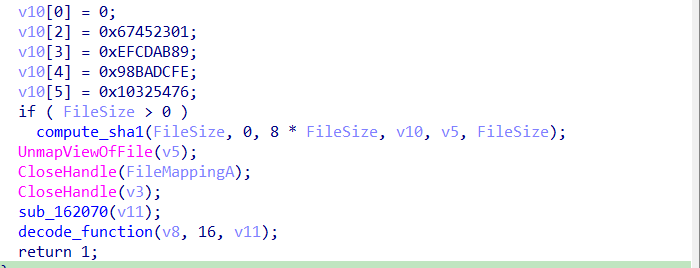 v10[0] = 0;
v10[2] = 0x67452301;
v10[3] = 0xEFCDAB89;
v10[4] = 0x98BADCFE;
v10[5] = 0x10325476;
if ( FileSize > 0 )
compute_sha1(FileSize, 0, 8 * FileSize, v10, v5, FileSize);
UnmapViewOfFile(v5);
CloseHandle(FileMappingA);
CloseHandle(v3);
sub_162070(v11);
decode_function(v8, 16, v11);
return 1;